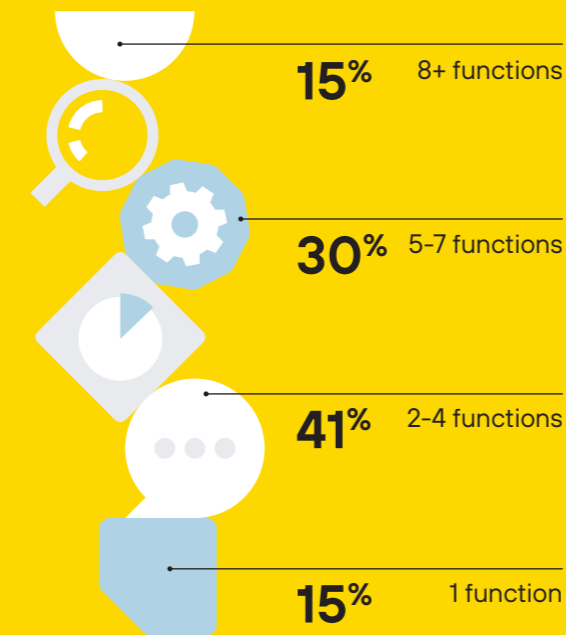 15% 8+ functions
30% 5-7 functions
41% 2-4 functions
15% 1 function